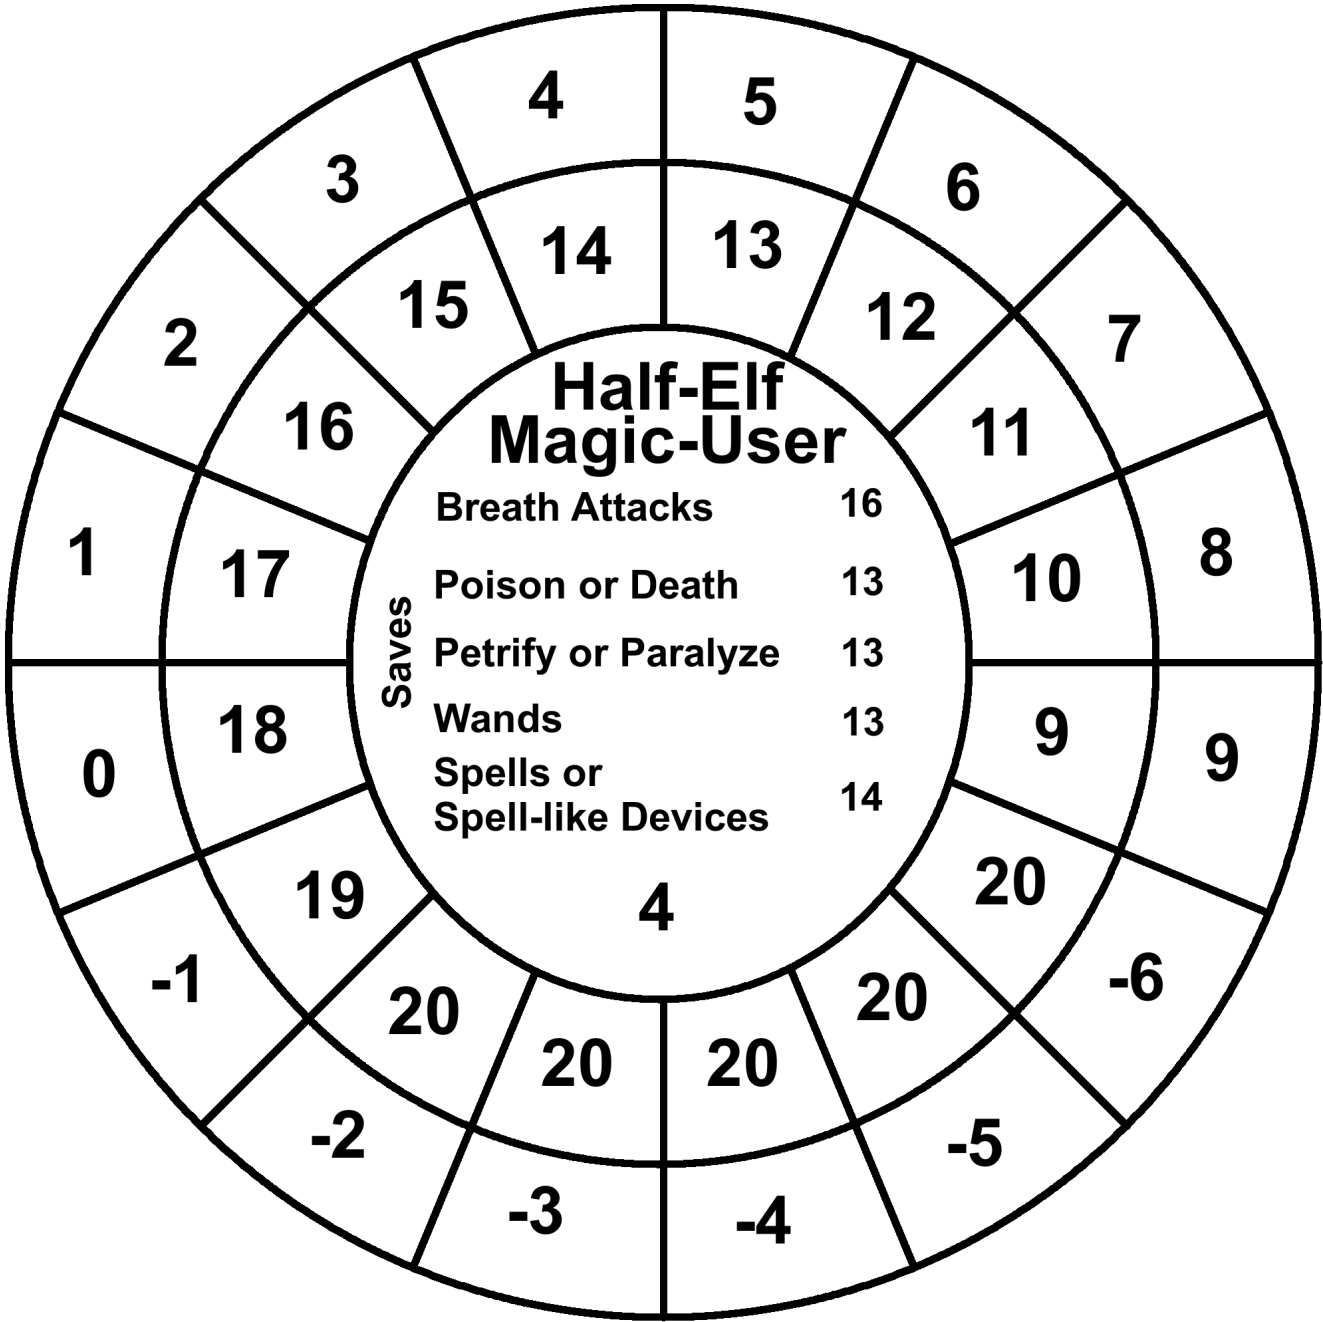 4 5
3 6
2 7
1 8
0 9
-1 -6
-2 -5
-3 -4
14 13
15 12
16 11
17 10
18 9
19 20
20 20
20 20
Half-Elf
Magic-User
Saves
Breath Attacks 16
Poison or Death 13
Petrify or Paralyze 13
Wands 13
Spells or
Spell-like Devices 14
4